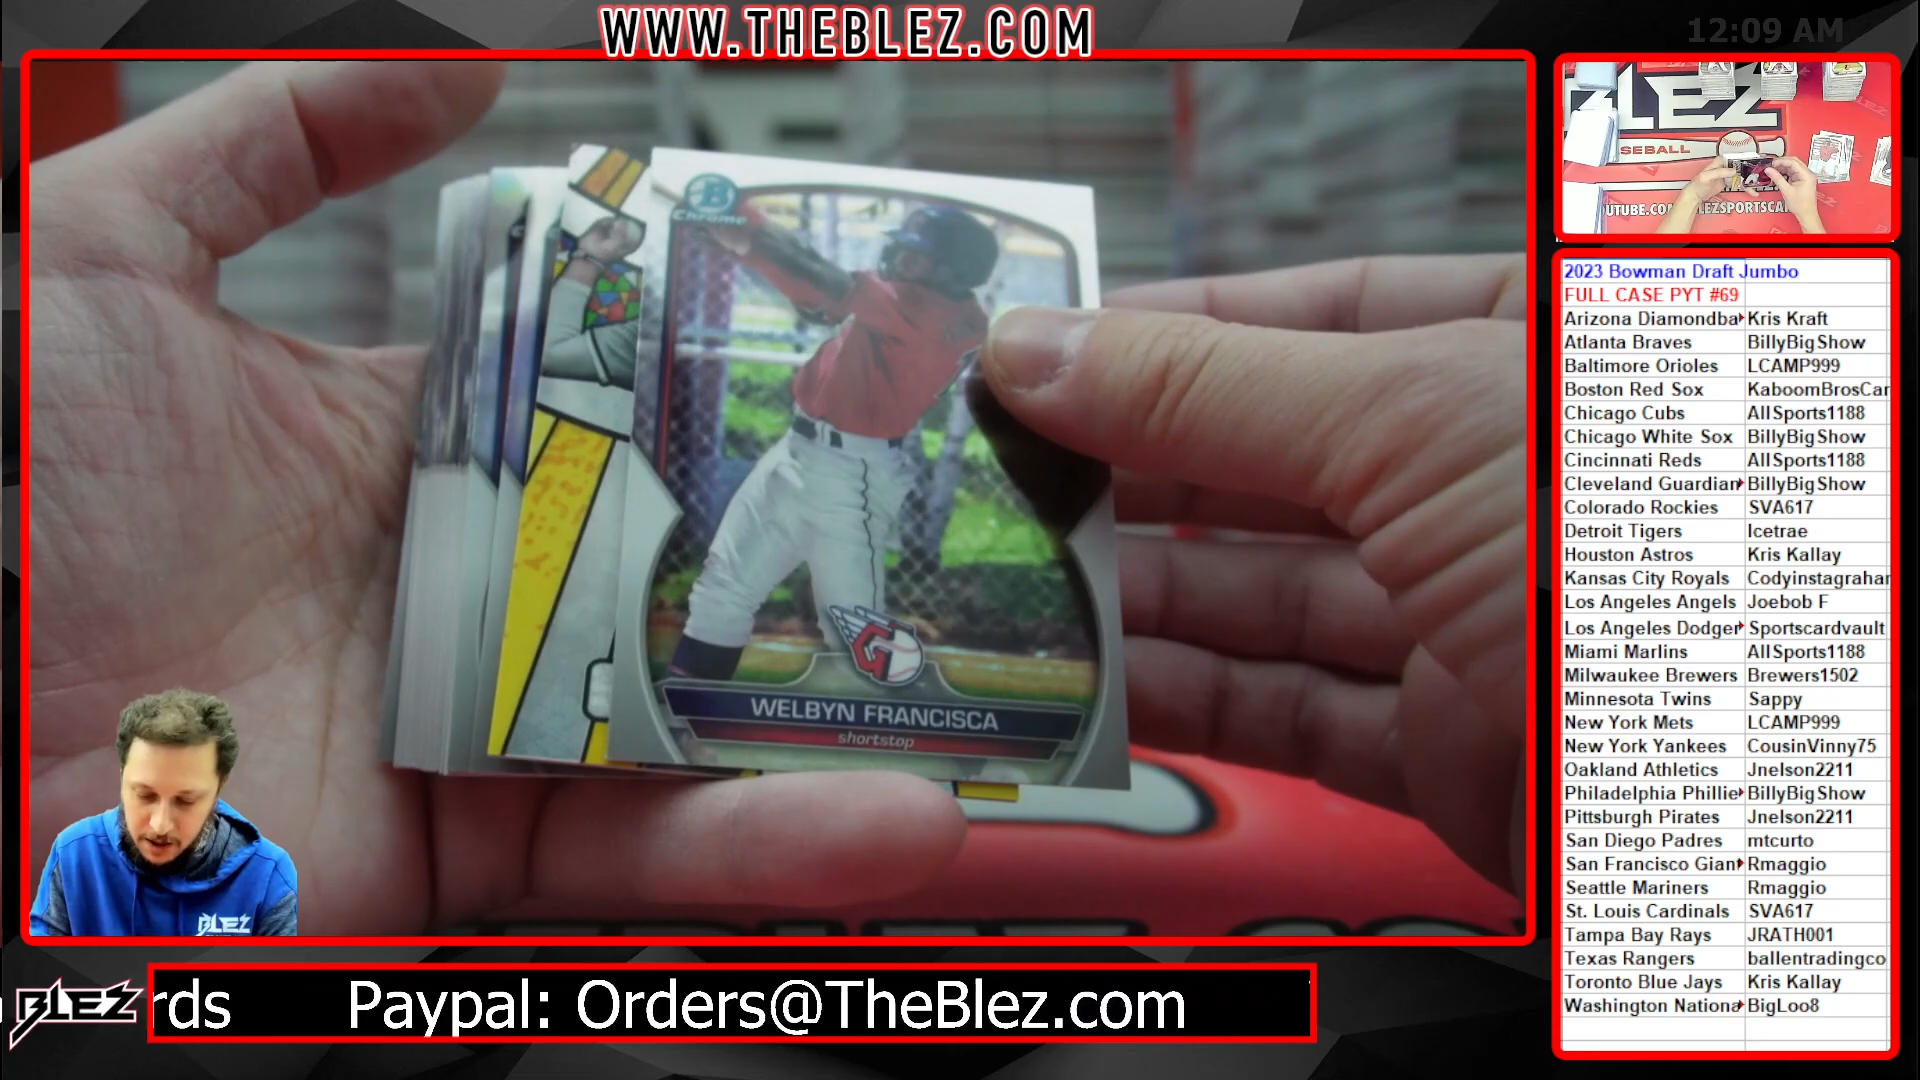 WWW.THEBLEZ.COM
12:09 AM
B
Chrome
WELBYN FRANCISCA
shortstop
BLEZ
SEBALL
2023 Bowman Draft Jumbo
FULL CASE PYT #69
Arizona Diamondba Kris Kraft
Atlanta Braves BillyBigShow
Baltimore Orioles LCAMP999
Boston Red Sox KaboomBrosCar
Chicago Cubs AllSports1188
Chicago White Sox BillyBigShow
Cincinnati Reds AllSports1188
Cleveland Guardian BillyBigShow
Colorado Rockies SVA617
Detroit Tigers Icetrae
Houston Astros Kris Kallay
Kansas City Royals Codyinstagrahar
Los Angeles Angels Joebob F
Los Angeles Dodger Sportscardvault
Miami Marlins AllSports1188
Milwaukee Brewers Brewers1502
Minnesota Twins Sappy
New York Mets LCAMP999
New York Yankees CousinVinny75
Oakland Athletics Jnelson2211
Philadelphia Phillie BillyBigShow
Pittsburgh Pirates Jnelson2211
San Diego Padres mtcurto
San Francisco Giant Rmaggio
Seattle Mariners Rmaggio
St. Louis Cardinals SVA617
Tampa Bay Rays JRATH001
Texas Rangers ballentradingco
Toronto Blue Jays Kris Kallay
Washington Nationa BigLoo8
BLEZ
BLEZ
rds Paypal: Orders@TheBlez.com